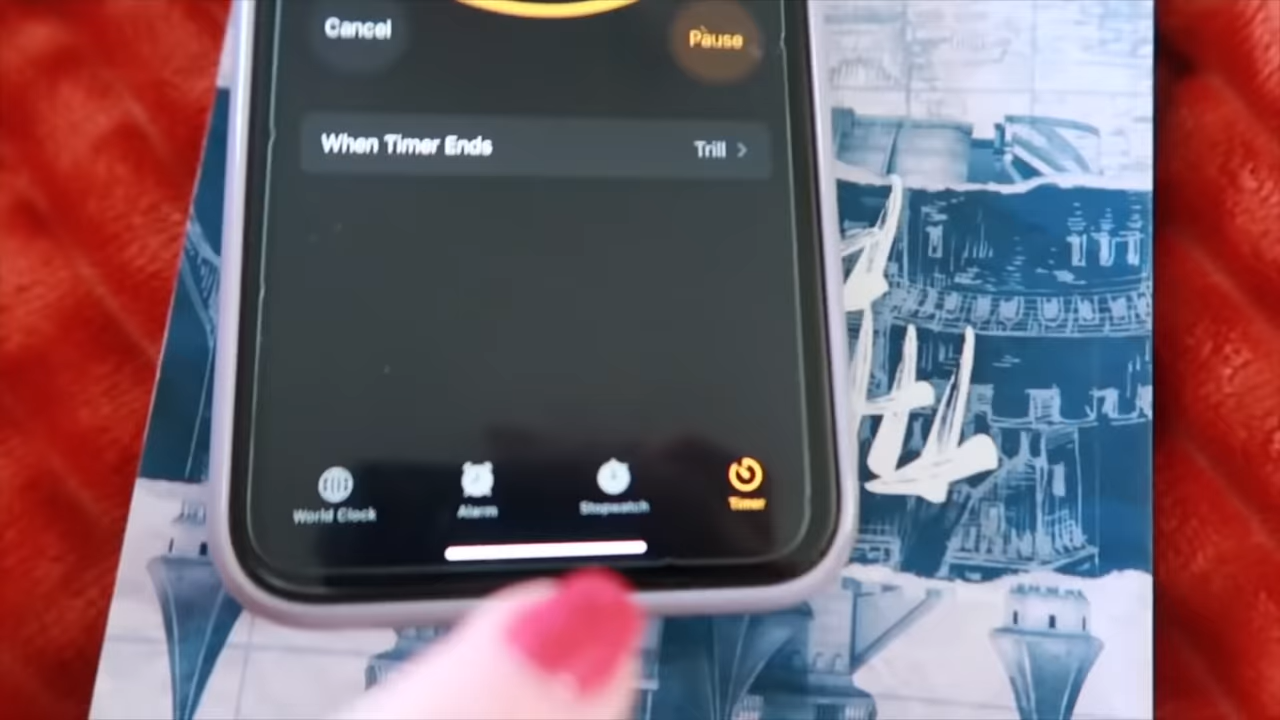 Cancel
Pause
When Timer Ends
Trill
World Clock
Alarm
Stopwatch
Timer